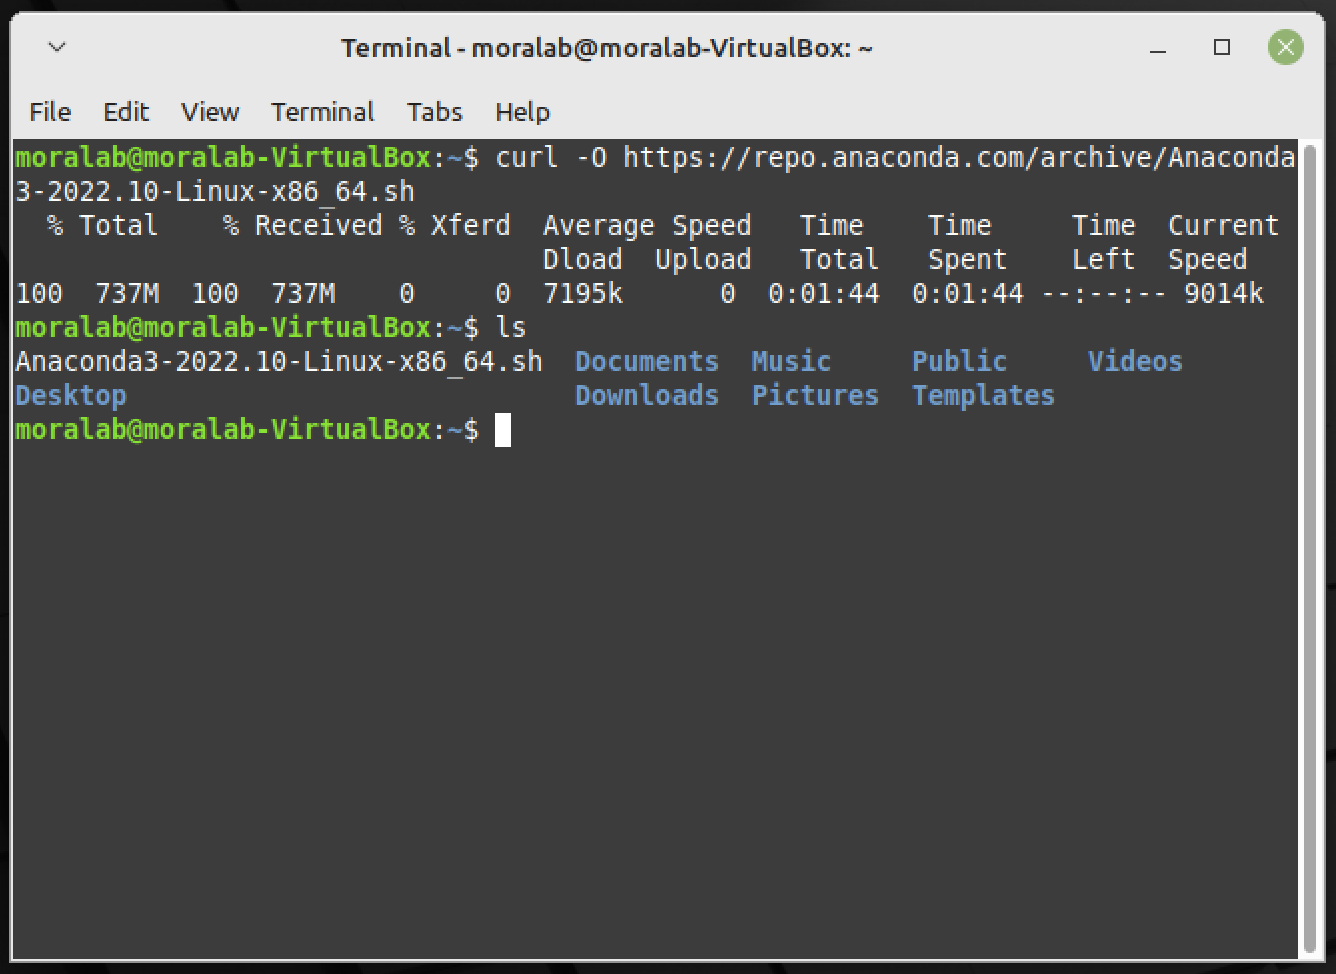 Terminal - moralab@moralab-VirtualBox: ~
File Edit View Terminal Tabs Help
moralab@moralab-VirtualBox:~$ curl -O https://repo.anaconda.com/archive/Anaconda
3-2022.10-Linux-x86_64.sh
  % Total    % Received % Xferd  Average Speed   Time    Time     Time  Current
                                 Dload  Upload   Total   Spent    Left  Speed
100  737M  100  737M    0     0  7195k      0  0:01:44  0:01:44 --:--:-- 9014k
moralab@moralab-VirtualBox:~$ ls
Anaconda3-2022.10-Linux-x86_64.sh  Documents  Music     Public     Videos
Desktop                            Downloads  Pictures  Templates
moralab@moralab-VirtualBox:~$